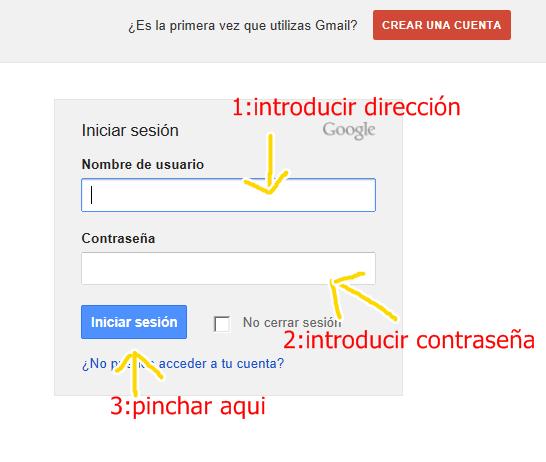 ¿Es la primera vez que utilizas Gmail? CREAR UNA CUENTA
1:introducir dirección
Iniciar sesión Google
Nombre de usuario
Contraseña
Iniciar sesión No cerrar sesión
2:introducir contraseña
¿No puedes acceder a tu cuenta?
3:pinchar aqui